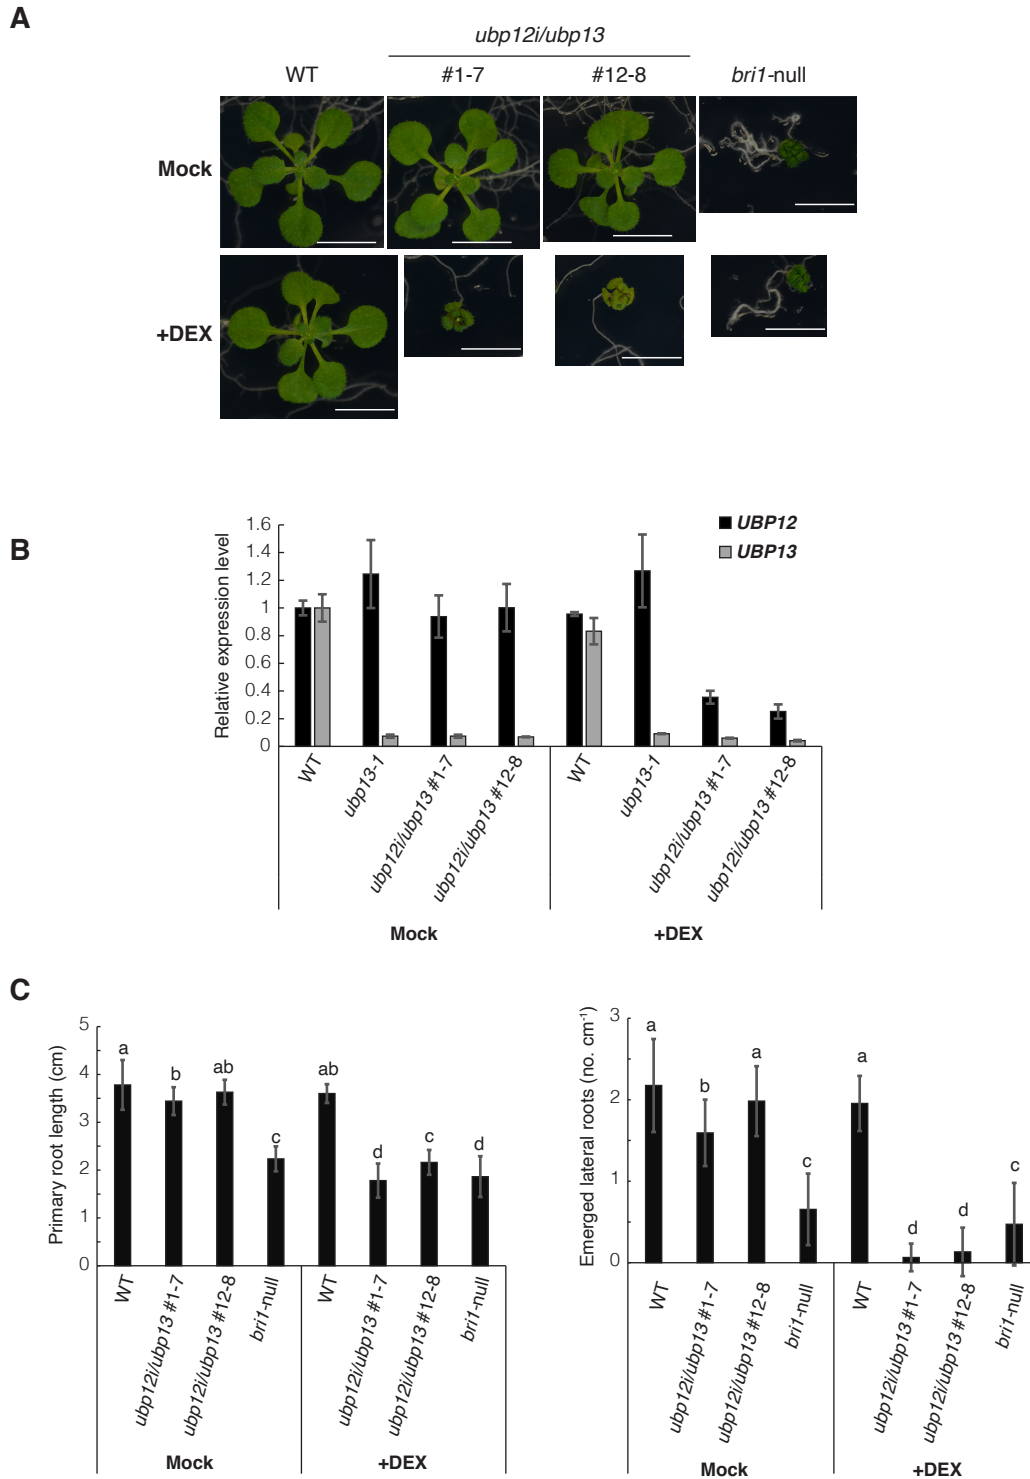 A
ubp12i/ubp13
WT #1-7 #12-8 bri1-null
Mock
+DEX
B
UBP12
UBP13
Relative expression level
1.6
1.4
1.2
1
0.8
0.6
0.4
0.2
0
WT ubp13-1 ubp12i/ubp13 #1-7 ubp12i/ubp13 #12-8 WT ubp13-1 ubp12i/ubp13 #1-7 ubp12i/ubp13 #12-8
Mock +DEX
C
Primary root length (cm)
5
4
3
2
1
0
a b ab c ab d c d
WT ubp12i/ubp13 #1-7 ubp12i/ubp13 #12-8 bri1-null WT ubp12i/ubp13 #1-7 ubp12i/ubp13 #12-8 bri1-null
Mock +DEX
Emerged lateral roots (no. cm⁻¹)
3
2
1
0
a b a c a d d c
WT ubp12i/ubp13 #1-7 ubp12i/ubp13 #12-8 bri1-null WT ubp12i/ubp13 #1-7 ubp12i/ubp13 #12-8 bri1-null
Mock +DEX